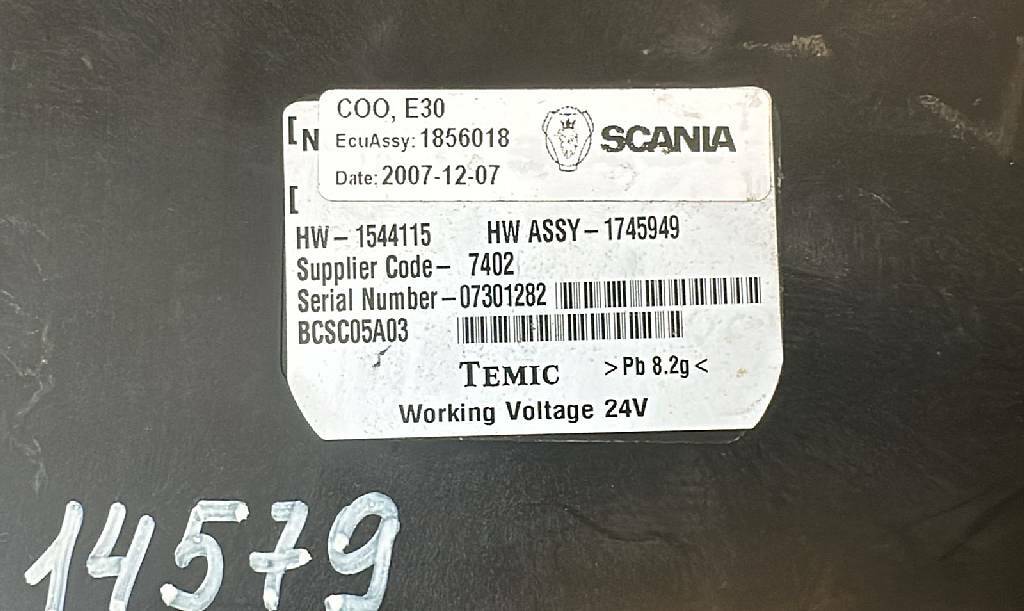 COO, E30
EcuAssy: 1856018
SCANIA
Date: 2007-12-07
[N
[
HW - 1544115 HW ASSY - 1745949
Supplier Code - 7402
Serial Number - 07301282
BCSC05A03
TEMIC >Pb 8.2g<
Working Voltage 24V
14579